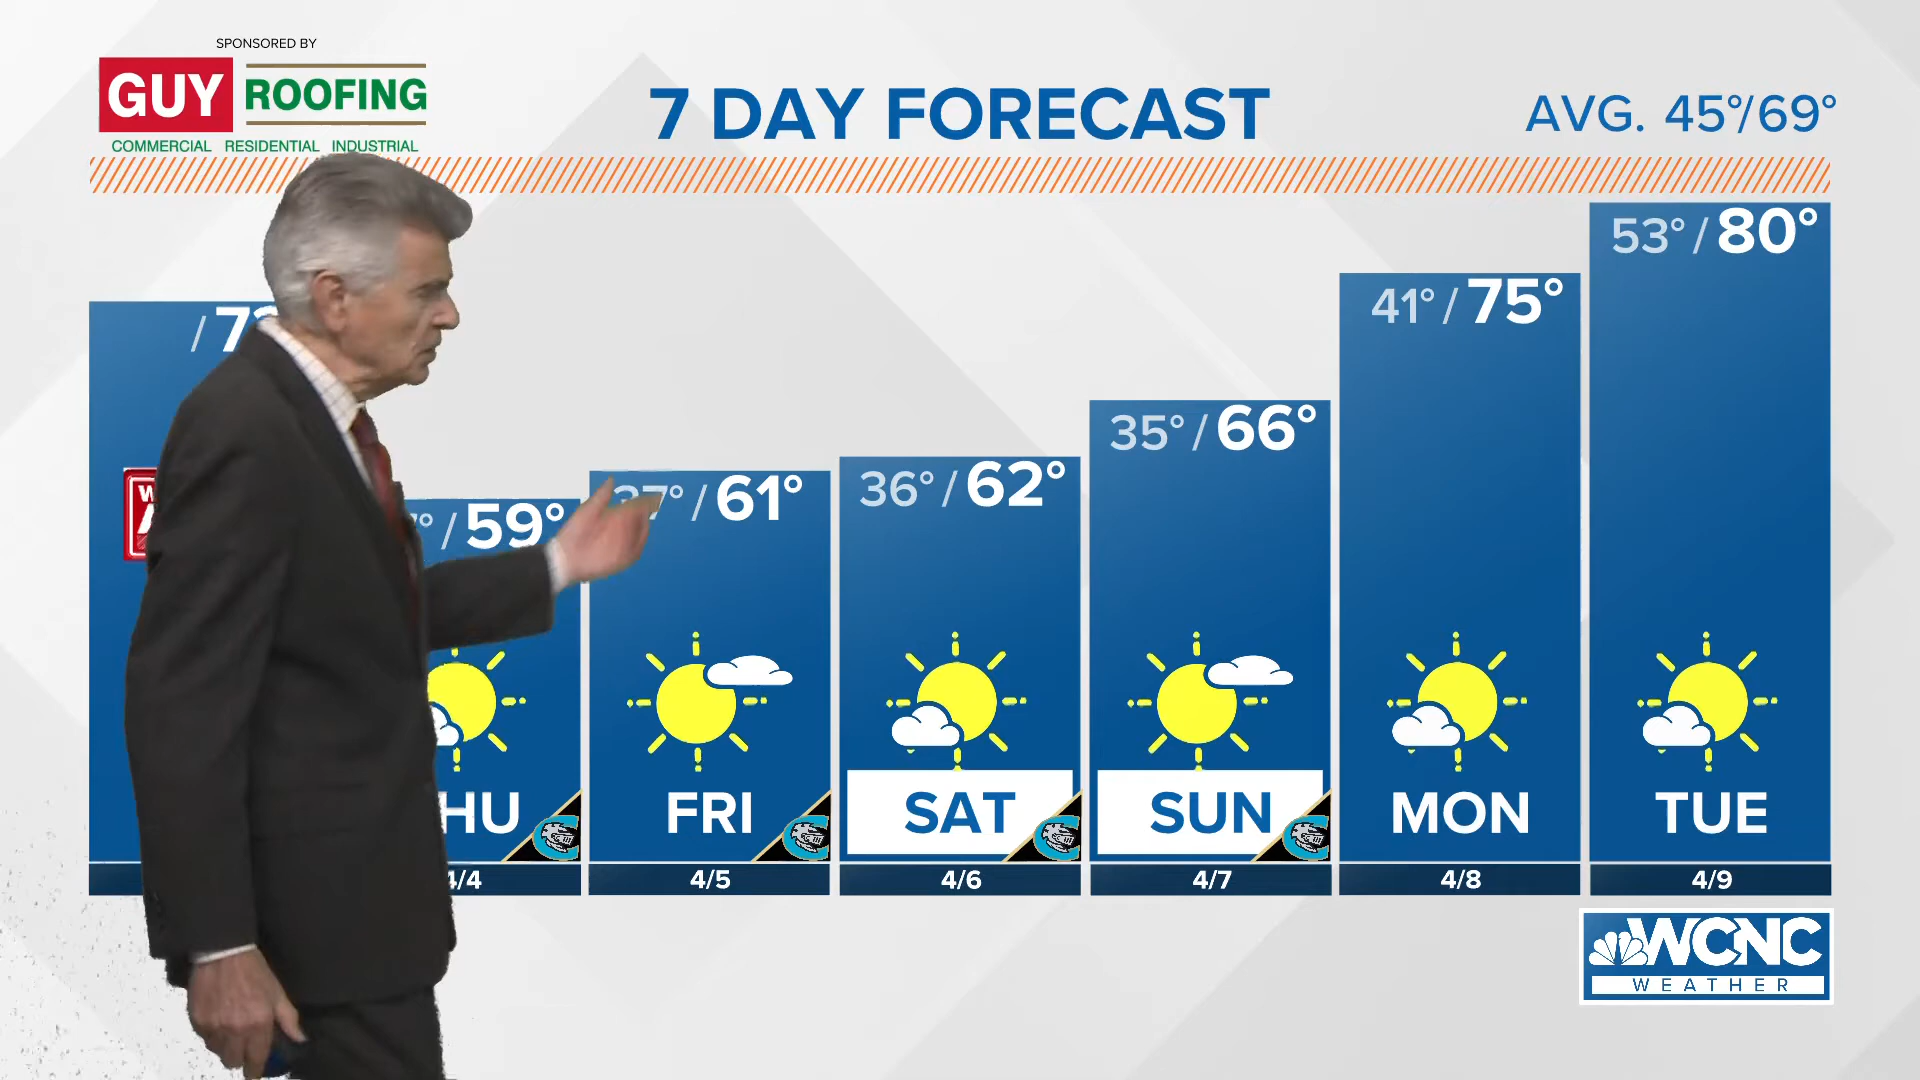 SPONSORED BY
GUY ROOFING
COMMERCIAL RESIDENTIAL INDUSTRIAL
7 DAY FORECAST
AVG. 45°/69°
59°
61°
36° / 62°
35° / 66°
41° / 75°
53° / 80°
FRI
SAT
SUN
MON
TUE
4/4
4/5
4/6
4/7
4/8
4/9
WCNC
WEATHER